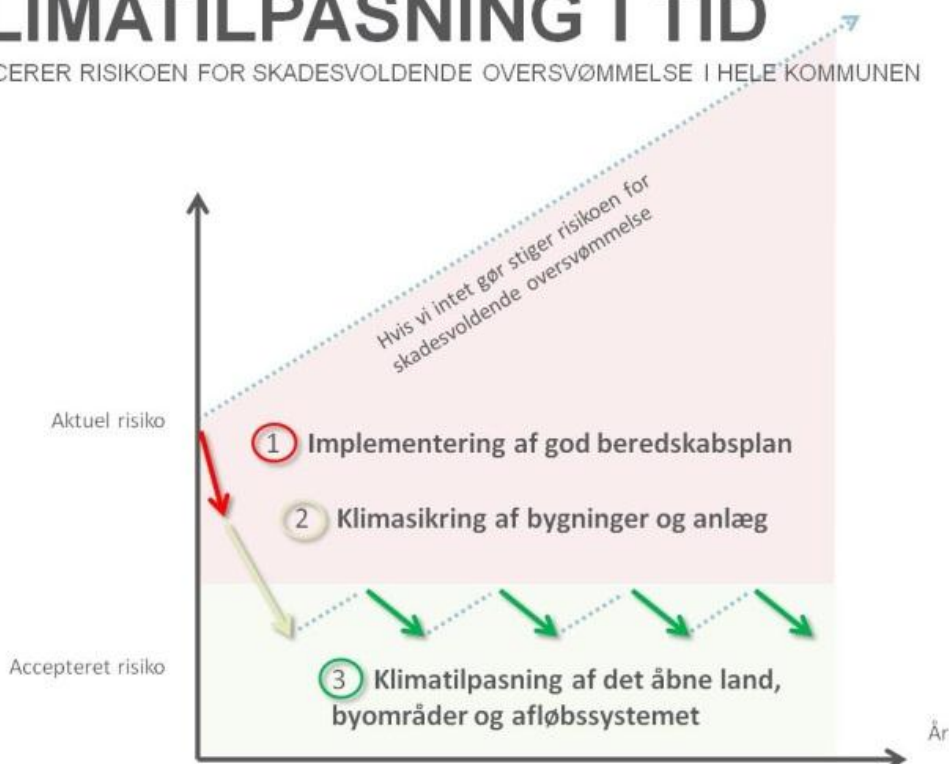 LIMATILPASNING I TID
CERER RISIKOEN FOR SKADESVOLDENDE OVERSVØMMELSE I HELE KOMMUNEN
Hvis vi intet gør stiger risikoen for
skadesvoldende oversvømmelse
Aktuel risiko
1 Implementering af god beredskabsplan
2 Klimasikring af bygninger og anlæg
Accepteret risiko
3 Klimatilpasning af det åbne land,
byområder og afløbssystemet
År